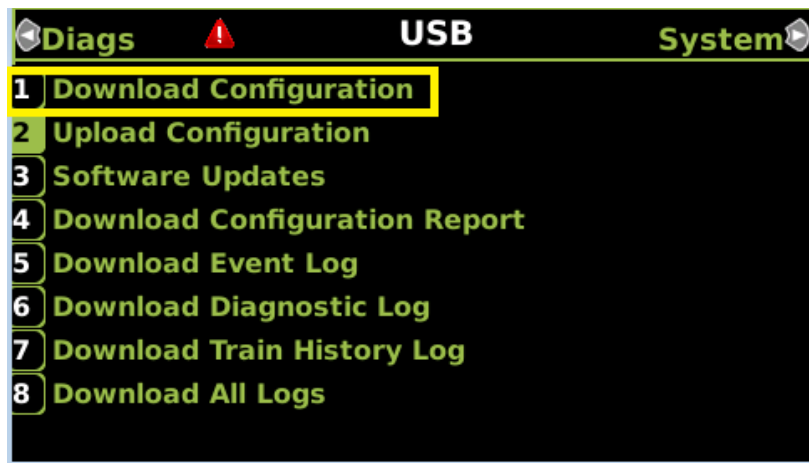 Diags USB System
1 Download Configuration
2 Upload Configuration
3 Software Updates
4 Download Configuration Report
5 Download Event Log
6 Download Diagnostic Log
7 Download Train History Log
8 Download All Logs